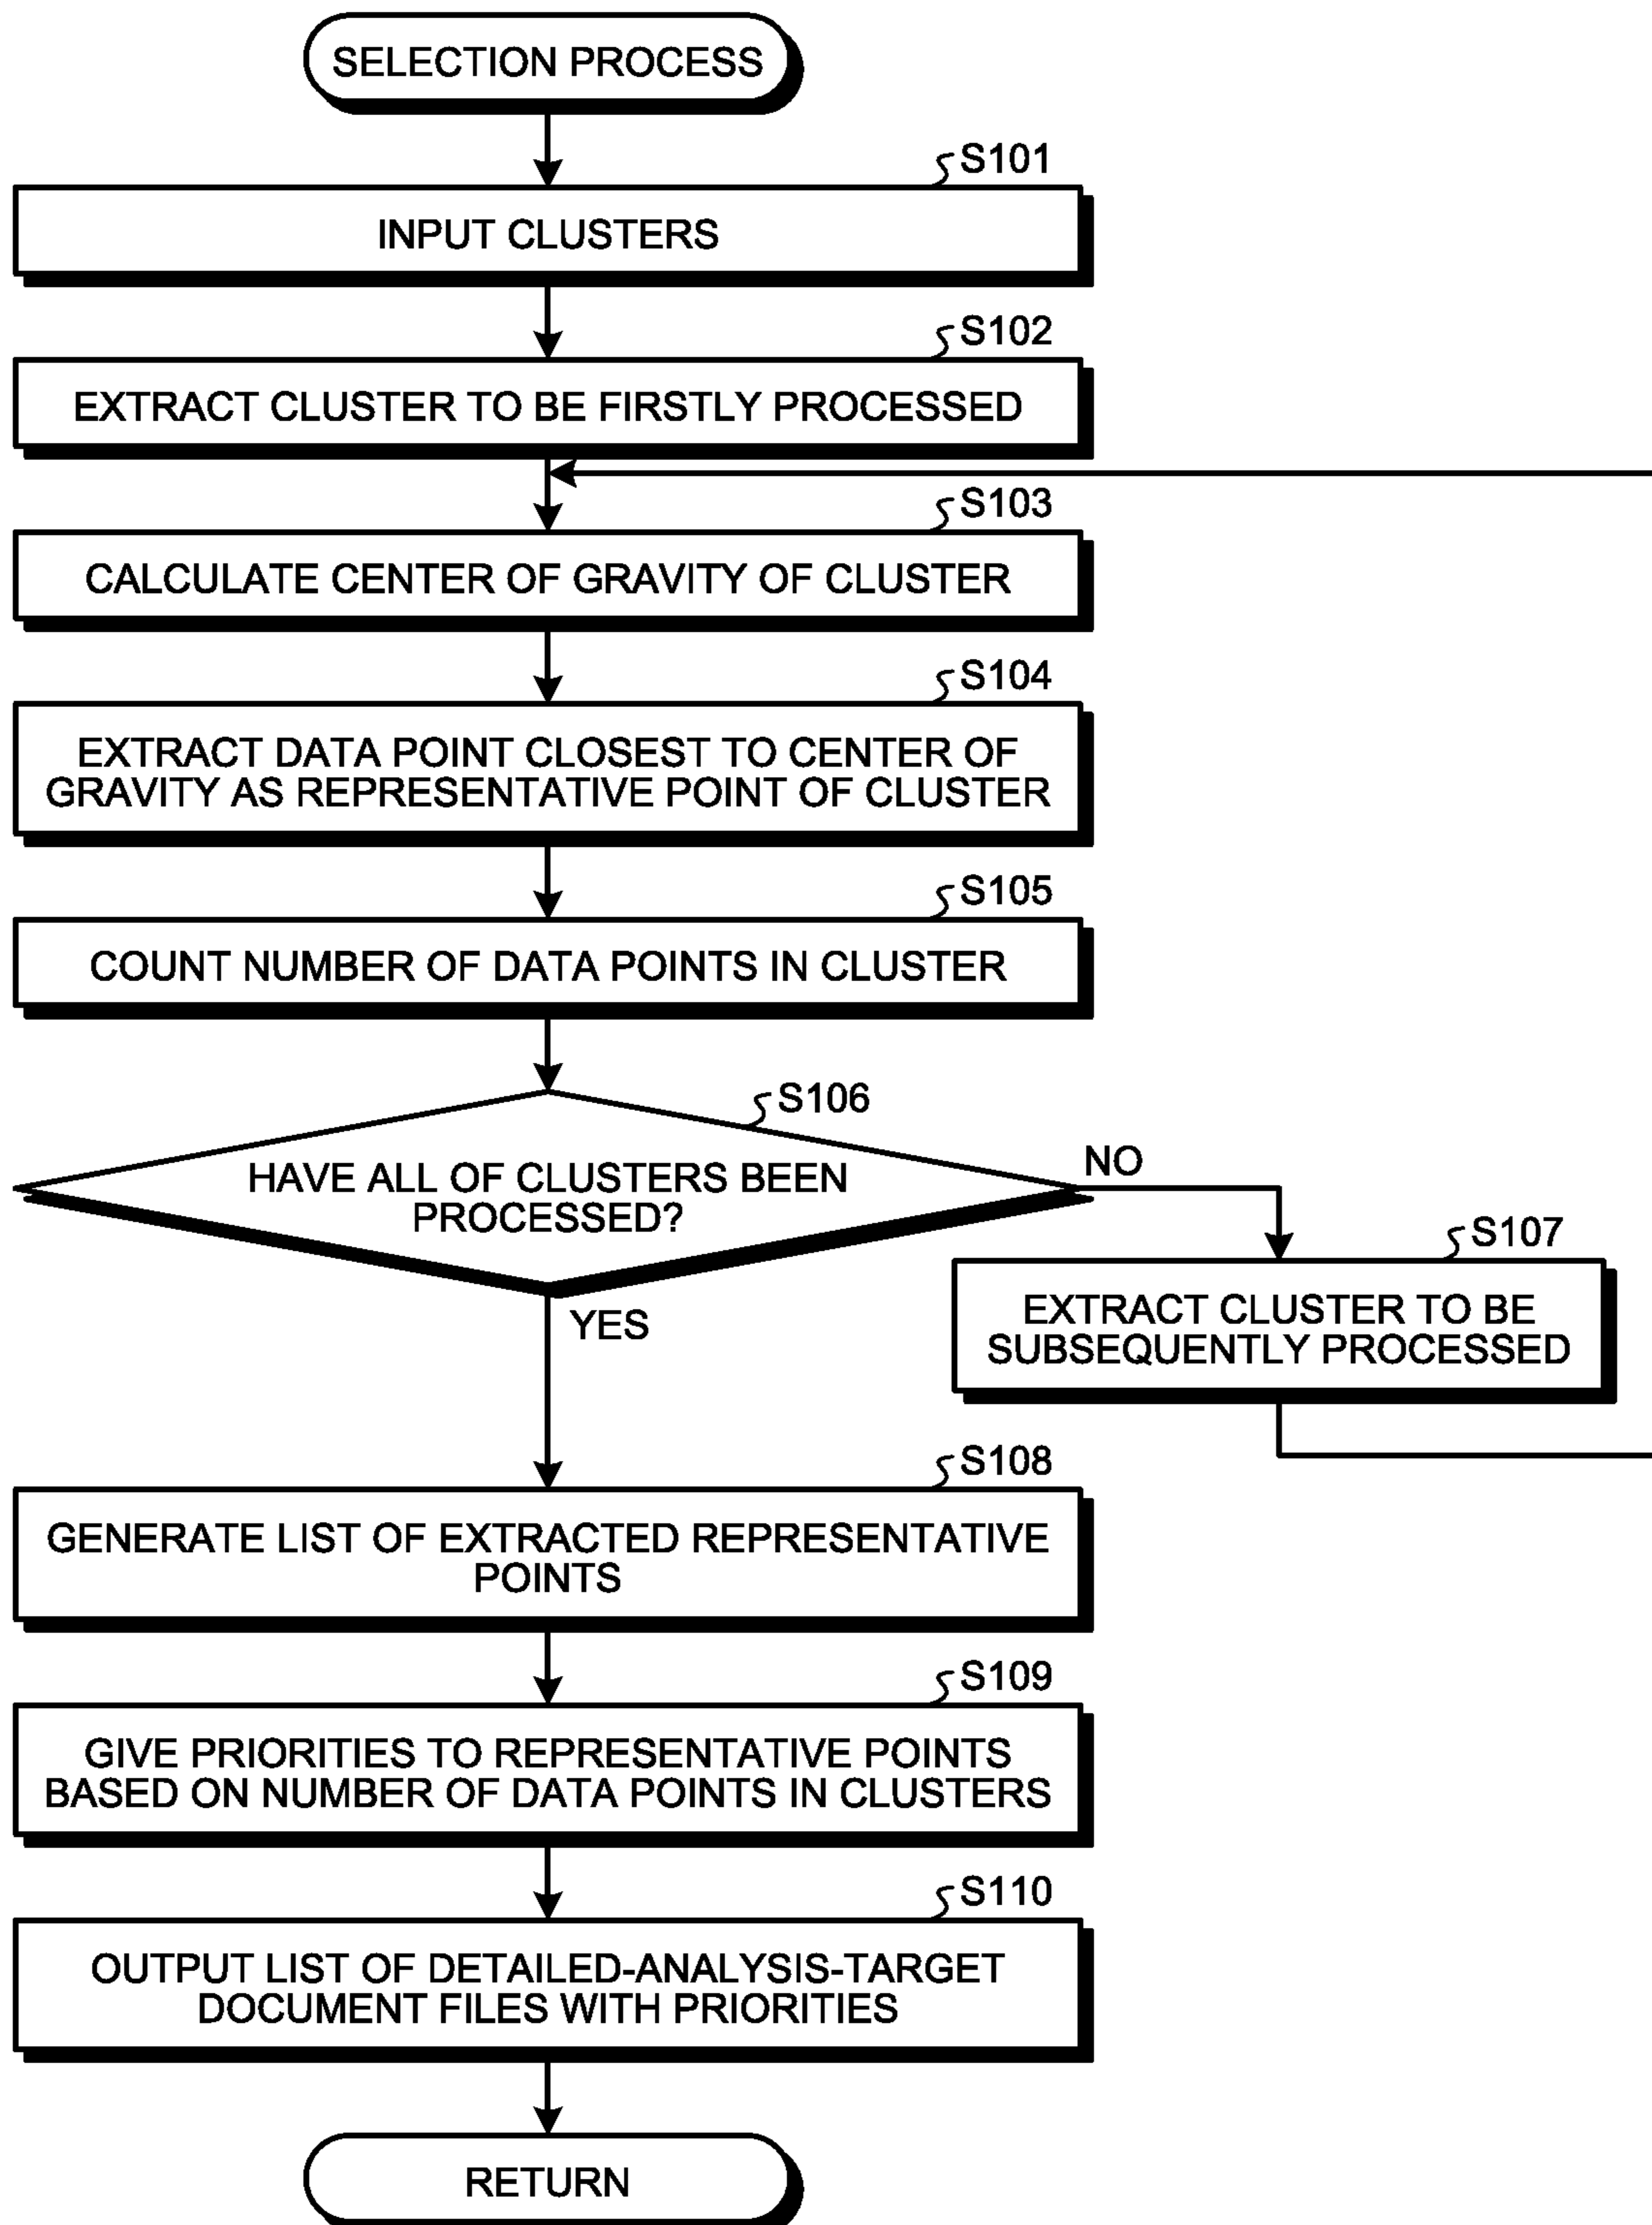 SELECTION PROCESS
S101
INPUT CLUSTERS
S102
EXTRACT CLUSTER TO BE FIRSTLY PROCESSED
S103
CALCULATE CENTER OF GRAVITY OF CLUSTER
S104
EXTRACT DATA POINT CLOSEST TO CENTER OF
GRAVITY AS REPRESENTATIVE POINT OF CLUSTER
S105
COUNT NUMBER OF DATA POINTS IN CLUSTER
S106
HAVE ALL OF CLUSTERS BEEN
PROCESSED?
NO
YES
S107
EXTRACT CLUSTER TO BE
SUBSEQUENTLY PROCESSED
S108
GENERATE LIST OF EXTRACTED REPRESENTATIVE
POINTS
S109
GIVE PRIORITIES TO REPRESENTATIVE POINTS
BASED ON NUMBER OF DATA POINTS IN CLUSTERS
S110
OUTPUT LIST OF DETAILED-ANALYSIS-TARGET
DOCUMENT FILES WITH PRIORITIES
RETURN